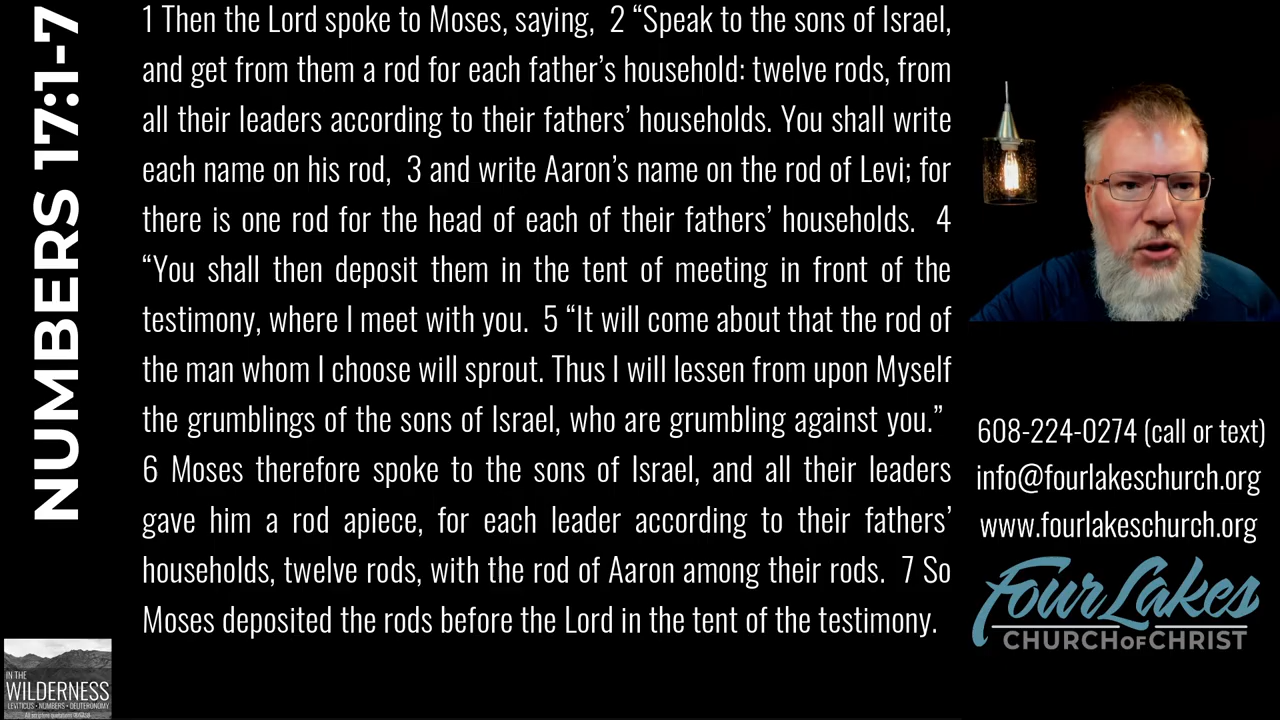 NUMBERS 17:1-7
1 Then the Lord spoke to Moses, saying, 2 “Speak to the sons of Israel,
and get from them a rod for each father’s household: twelve rods, from
all their leaders according to their fathers’ households. You shall write
each name on his rod, 3 and write Aaron’s name on the rod of Levi; for
there is one rod for the head of each of their fathers’ households. 4
“You shall then deposit them in the tent of meeting in front of the
testimony, where I meet with you. 5 “It will come about that the rod of
the man whom I choose will sprout. Thus I will lessen from upon Myself
the grumblings of the sons of Israel, who are grumbling against you.”
6 Moses therefore spoke to the sons of Israel, and all their leaders
gave him a rod apiece, for each leader according to their fathers’
households, twelve rods, with the rod of Aaron among their rods. 7 So
Moses deposited the rods before the Lord in the tent of the testimony.
608-224-0274 (call or text)
info@fourlakeschurch.org
www.fourlakeschurch.org
Four Lakes
CHURCH OF CHRIST
IN THE
WILDERNESS
LEVITICUS • NUMBERS • DEUTERONOMY